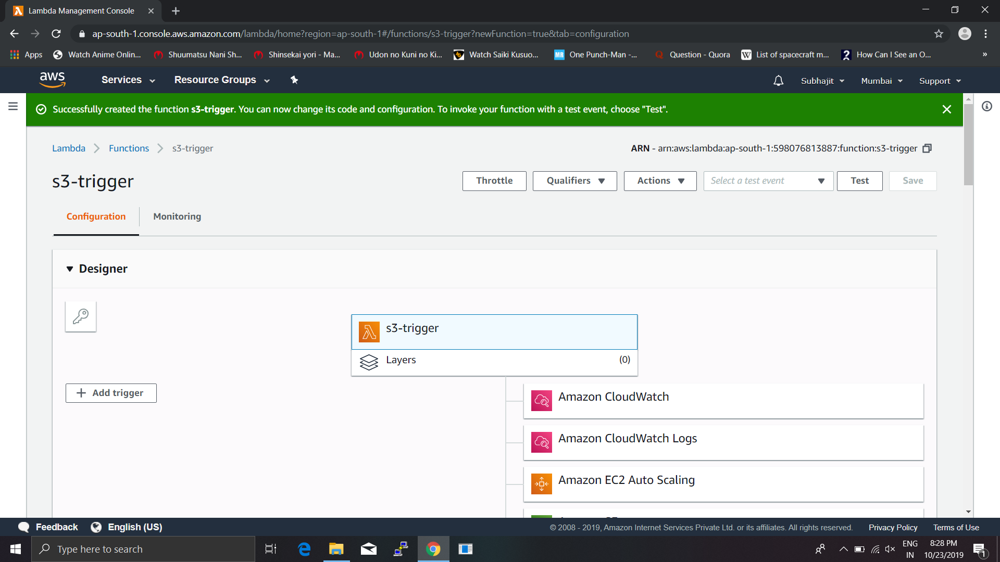 Lambda Management Console
ap-south-1.console.aws.amazon.com/lambda/home?region=ap-south-1#/functions/s3-trigger?newFunction=true&tab=configuration
Apps Watch Anime Onlin... Shuumatsu Nani Sh... Shinsekai yori - Ma... Udon no Kuni no Ki... Watch Saiki Kusuo... MR One Punch-Man -... Question - Quora W List of spacecraft m... How Can I See an O... »
aws Services Resource Groups Subhajit Mumbai Support
Successfully created the function s3-trigger. You can now change its code and configuration. To invoke your function with a test event, choose "Test".
Lambda Functions s3-trigger ARN - arn:aws:lambda:ap-south-1:598076813887:function:s3-trigger
s3-trigger Throttle Qualifiers Actions Select a test event Test Save
Configuration Monitoring
Designer
s3-trigger
Layers (0)
Add trigger
Amazon CloudWatch
Amazon CloudWatch Logs
Amazon EC2 Auto Scaling
Feedback English (US) © 2008 - 2019, Amazon Internet Services Private Ltd. or its affiliates. All rights reserved. Privacy Policy Terms of Use
Type here to search
ENG 8:28 PM
IN 10/23/2019 1